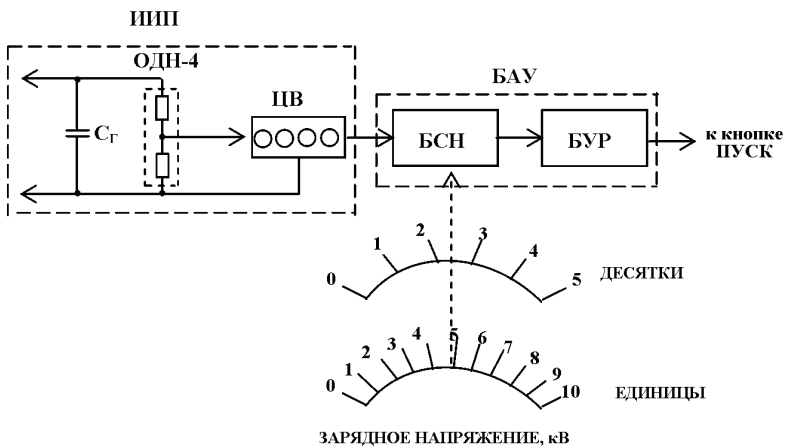 ИИП
ОДН-4
БАУ
ЦВ
СГ
БСН
БУР
к кнопке
ПУСК
0 1 2 3 4 5
ДЕСЯТКИ
0 1 2 3 4 5 6 7 8 9 10
ЕДИНИЦЫ
ЗАРЯДНОЕ НАПРЯЖЕНИЕ, кВ